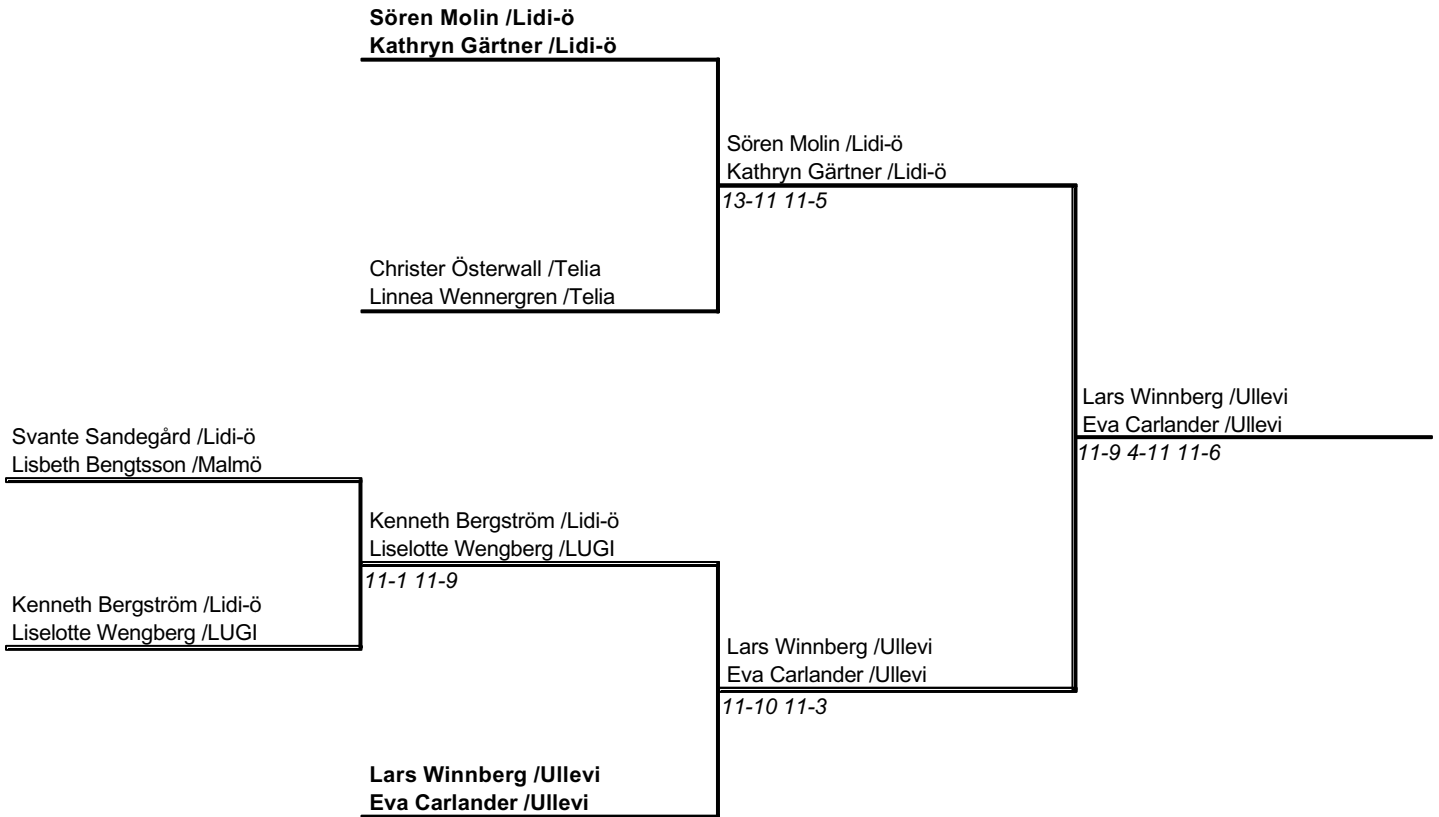 Sören Molin /Lidi-ö
Kathryn Gärtner /Lidi-ö
Sören Molin /Lidi-ö
Kathryn Gärtner /Lidi-ö
13-11 11-5
Christer Österwall /Telia
Linnea Wennergren /Telia
Lars Winnberg /Ullevi
Eva Carlander /Ullevi
11-9 4-11 11-6
Svante Sandegård /Lidi-ö
Lisbeth Bengtsson /Malmö
Kenneth Bergström /Lidi-ö
Liselotte Wengberg /LUGI
11-1 11-9
Kenneth Bergström /Lidi-ö
Liselotte Wengberg /LUGI
Lars Winnberg /Ullevi
Eva Carlander /Ullevi
11-10 11-3
Lars Winnberg /Ullevi
Eva Carlander /Ullevi